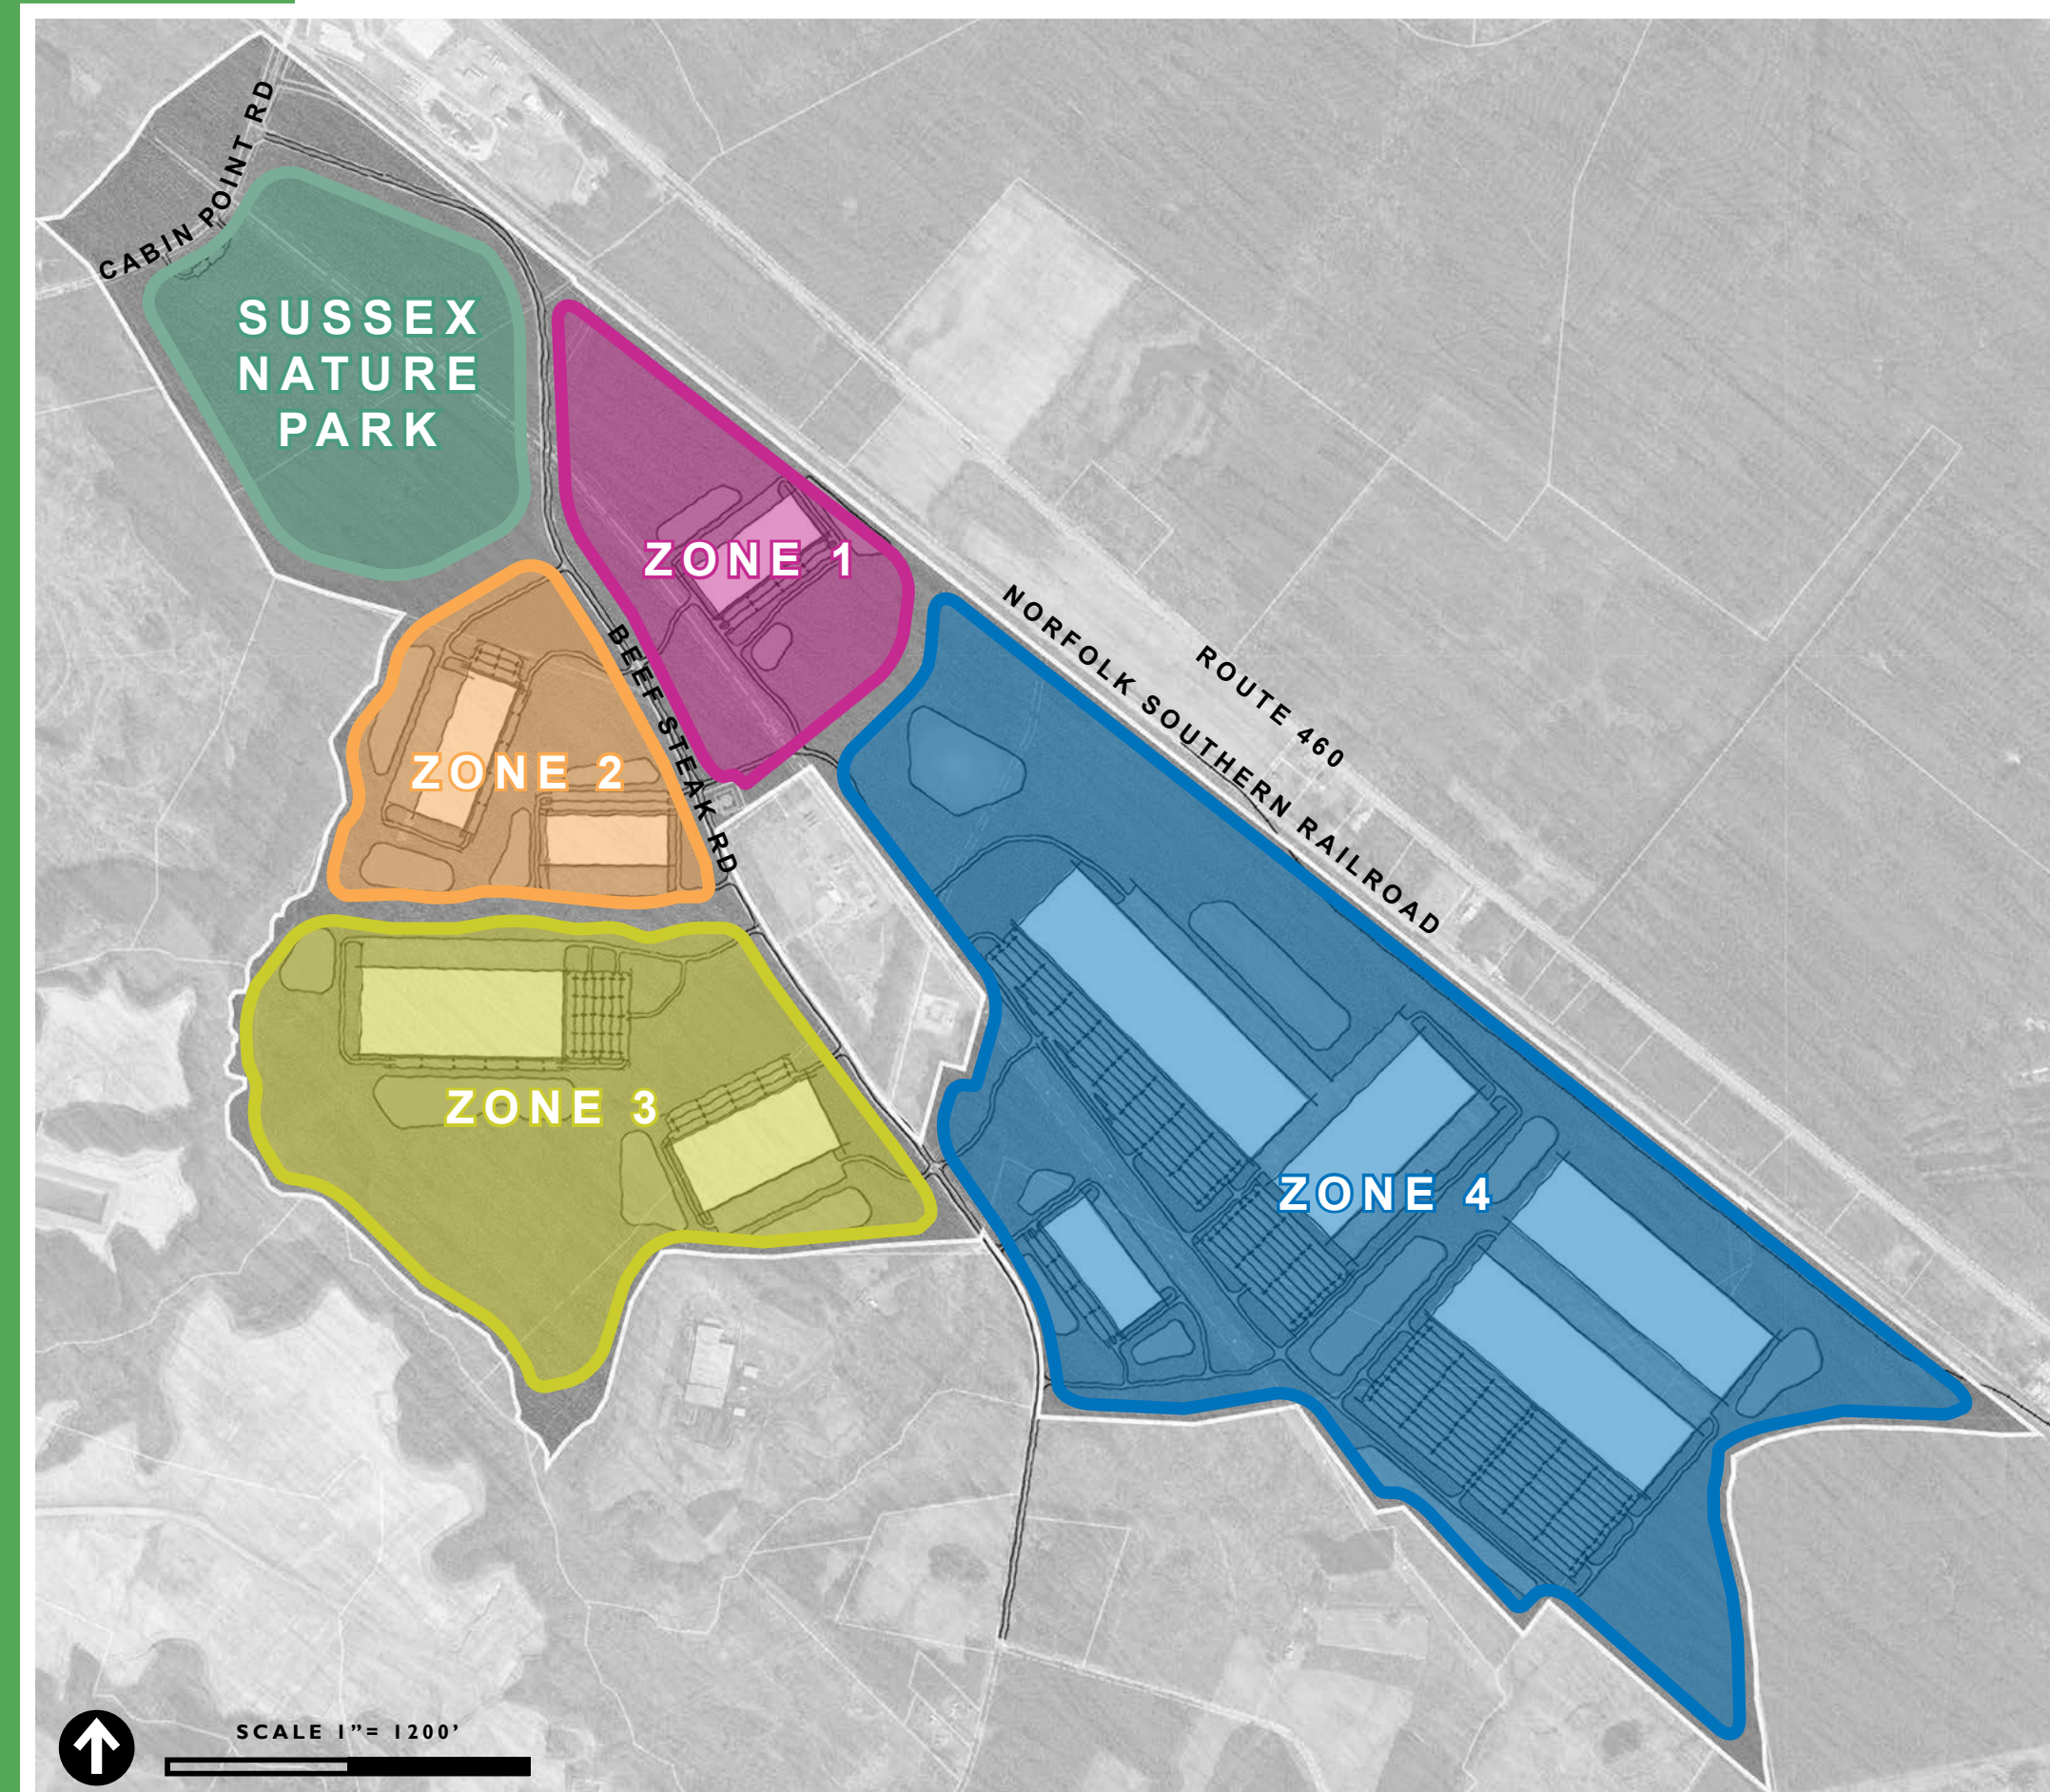 CABIN POINT RD
SUSSEX
NATURE
PARK
ZONE 1
NORFOLK SOUTHERN RAILROAD
ROUTE 460
BEEF STEAK RD
ZONE 2
ZONE 3
ZONE 4
SCALE 1”= 1200’